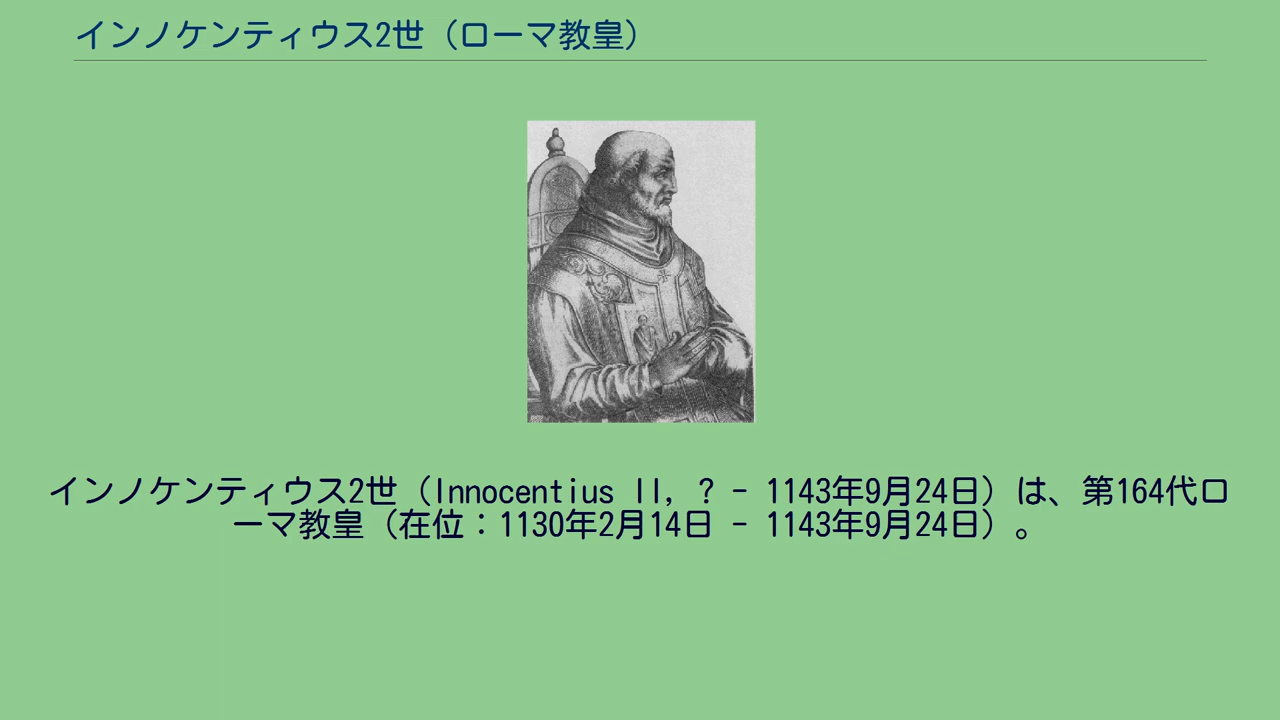 インノケンティウス2世（ローマ教皇）
インノケンティウス2世（Innocentius II, ? - 1143年9月24日）は、第164代ロ
ーマ教皇（在位：1130年2月14日 - 1143年9月24日）。